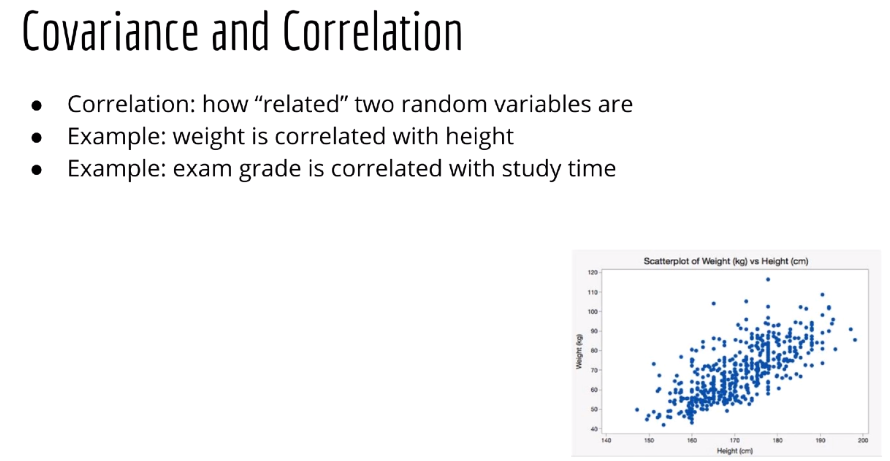 Covariance and Correlation
● Correlation: how “related” two random variables are
● Example: weight is correlated with height
● Example: exam grade is correlated with study time
Scatterplot of Weight (kg) vs Height (cm)
120
110
100
90
80
70
60
50
40
Weight (kg)
140 150 160 170 180 190 200
Height (cm)